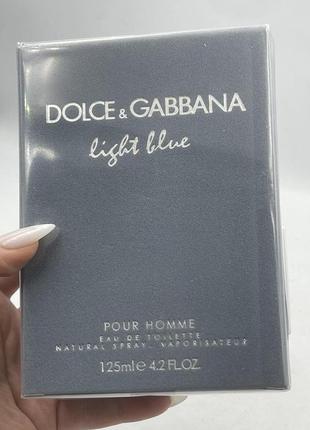 DOLCE & GABBANA
light blue
POUR HOMME
EAU DE TOILETTE
NATURAL SPRAY VAPORISATEUR
125ml e 4.2 FL.OZ.